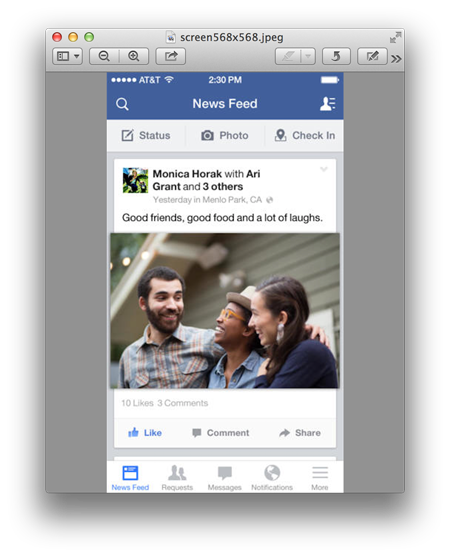 screen568x568.jpeg
AT&T 2:30 PM
News Feed
Status Photo Check In
Monica Horak with Ari
Grant and 3 others
Yesterday in Menlo Park, CA
Good friends, good food and a lot of laughs.
10 Likes 3 Comments
Like Comment Share
News Feed Requests Messages Notifications More